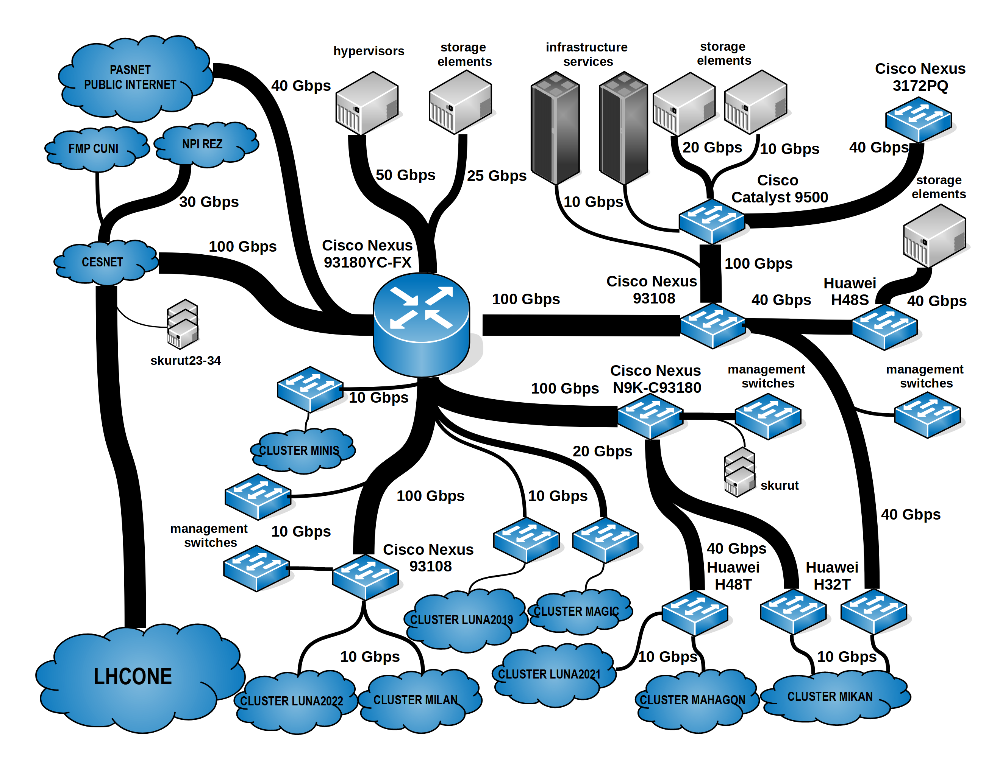 hypervisors
storage
elements
infrastructure
services
storage
elements
Cisco Nexus
3172PQ
PASNET
PUBLIC INTERNET
40 Gbps
FMP CUNI
NPI REZ
20 Gbps
10 Gbps
40 Gbps
50 Gbps
25 Gbps
Cisco
Catalyst 9500
storage
elements
30 Gbps
10 Gbps
100 Gbps
Cisco Nexus
93180YC-FX
CESNET
100 Gbps
Cisco Nexus
93108
Huawei
H48S
100 Gbps
40 Gbps
40 Gbps
skurut23-34
Cisco Nexus
N9K-C93180
management
switches
management
switches
100 Gbps
10 Gbps
CLUSTER MINIS
20 Gbps
skurut
100 Gbps
10 Gbps
40 Gbps
management
switches
10 Gbps
Cisco Nexus
93108
40 Gbps
Huawei
H48T
Huawei
H32T
CLUSTER LUNA2019
CLUSTER MAGIC
10 Gbps
10 Gbps
10 Gbps
LHCONE
CLUSTER LUNA2021
CLUSTER LUNA2022
CLUSTER MILAN
CLUSTER MAHAGON
CLUSTER MIKAN